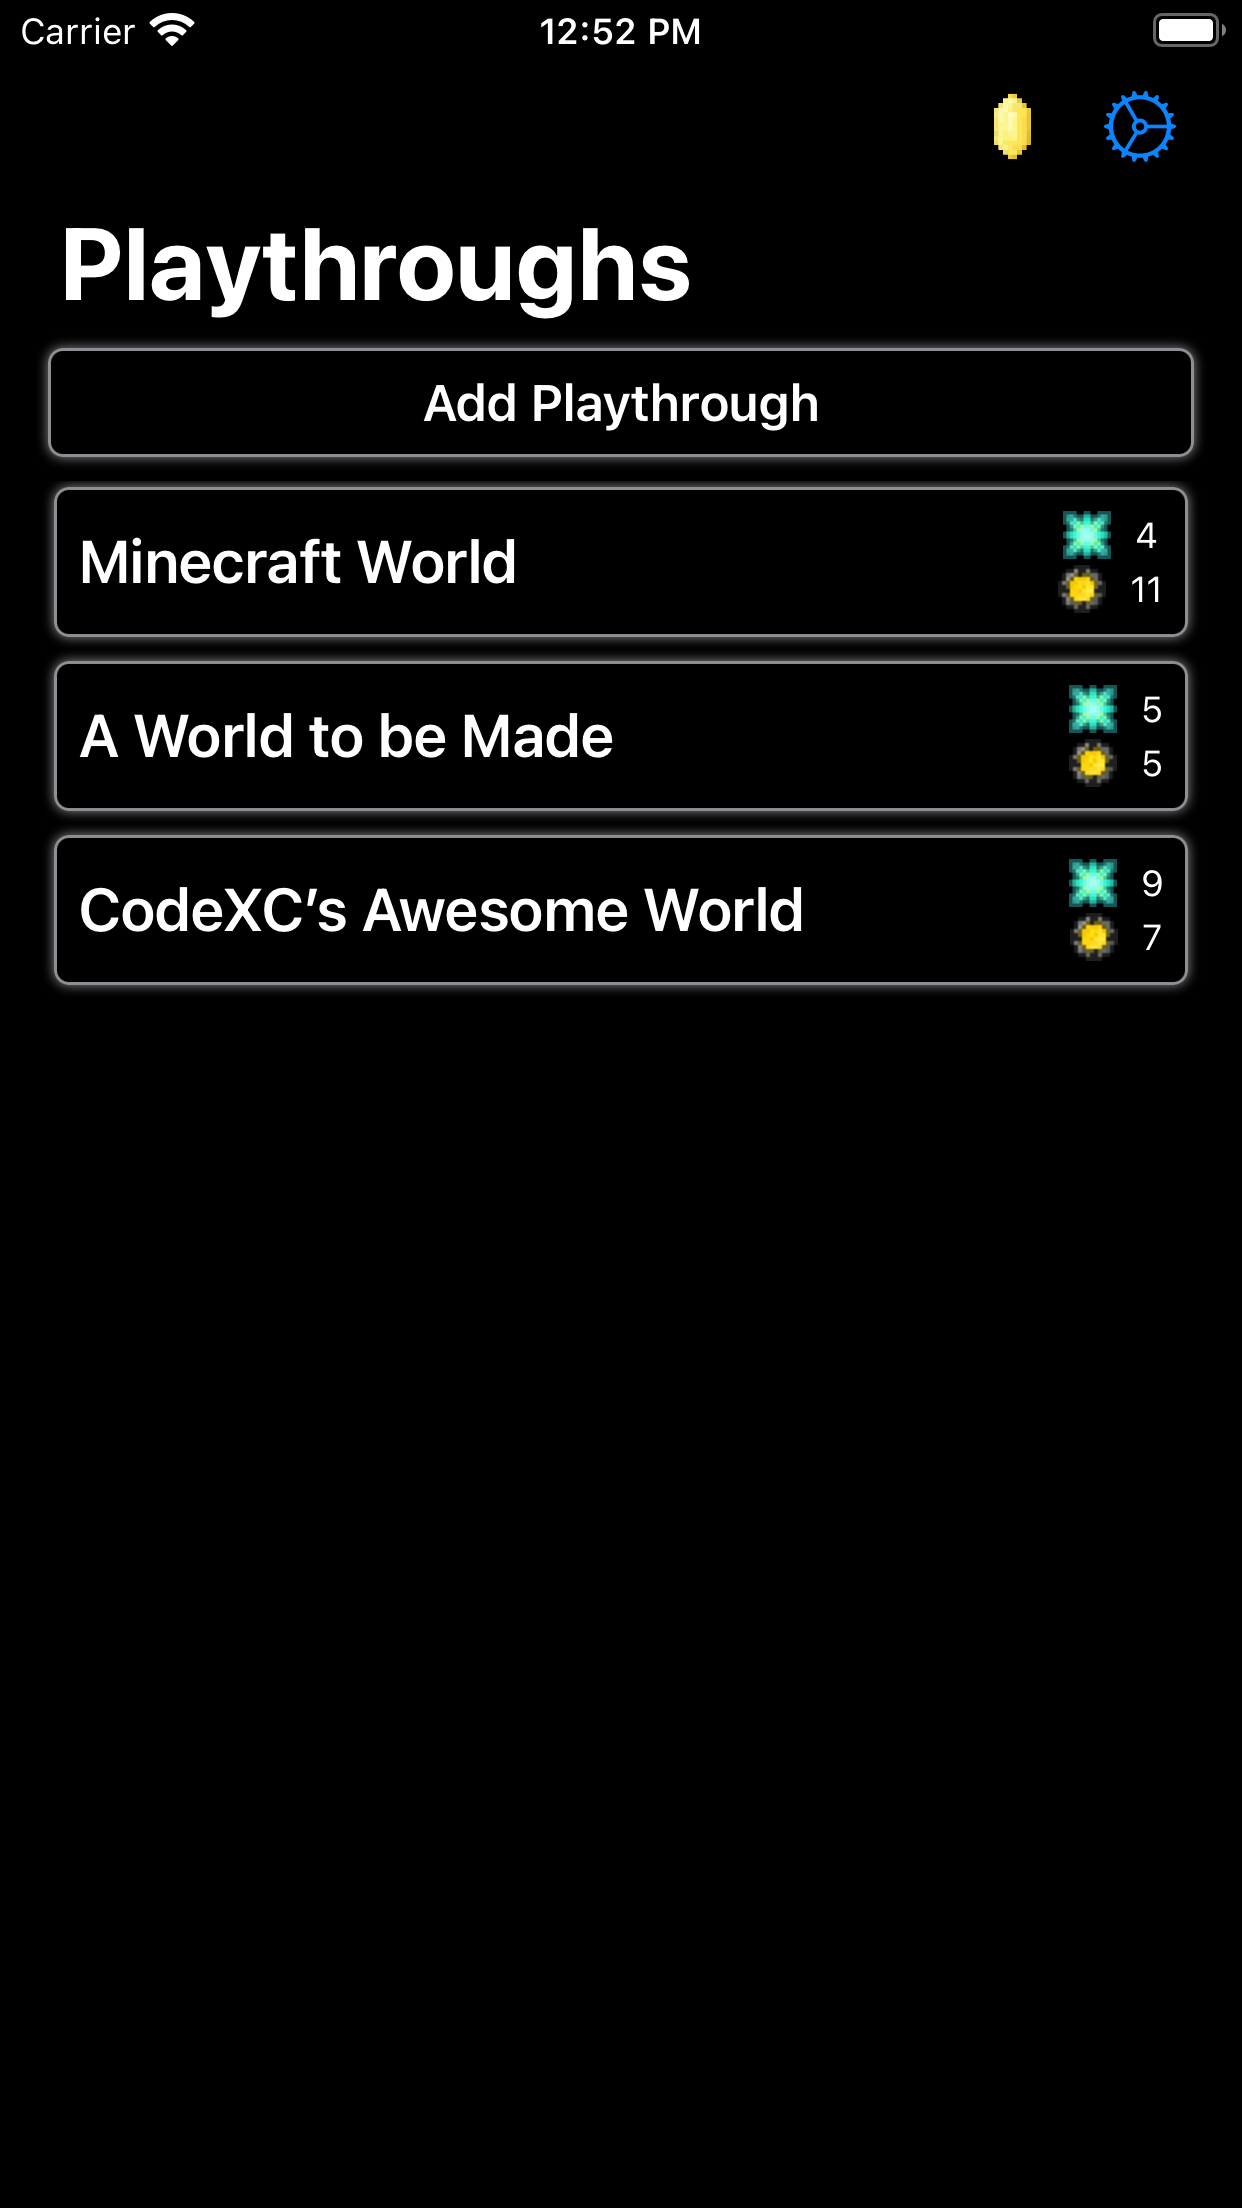 Carrier 12:52 PM
Playthroughs
Add Playthrough
Minecraft World 4
11
A World to be Made 5
5
CodeXC’s Awesome World 9
7